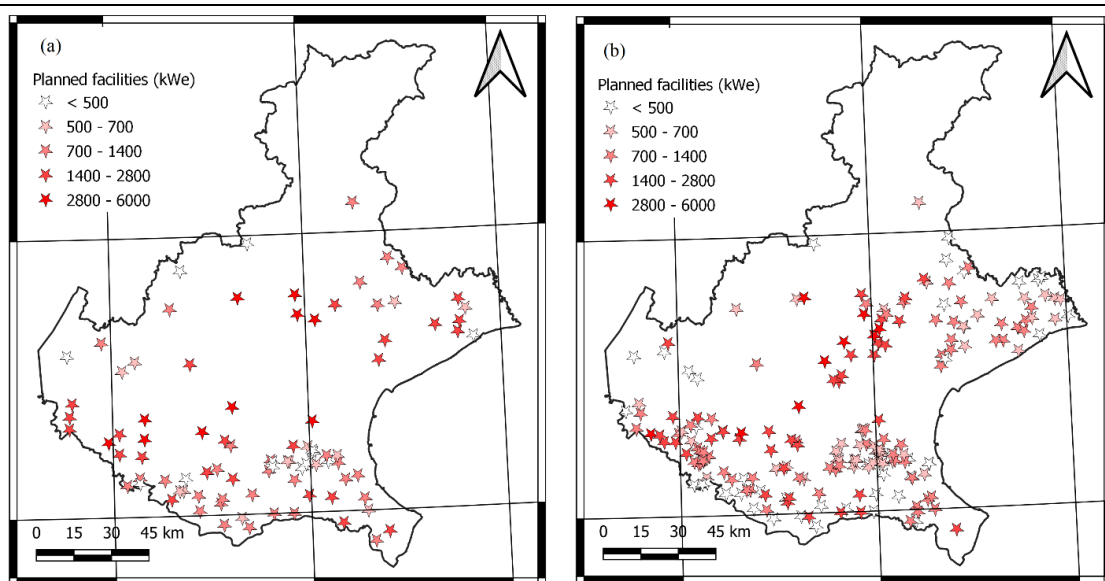 (a)
Planned facilities (kWe)
< 500
500 - 700
700 - 1400
1400 - 2800
2800 - 6000
0 15 30 45 km
(b)
Planned facilities (kWe)
< 500
500 - 700
700 - 1400
1400 - 2800
2800 - 6000
0 15 30 45 km